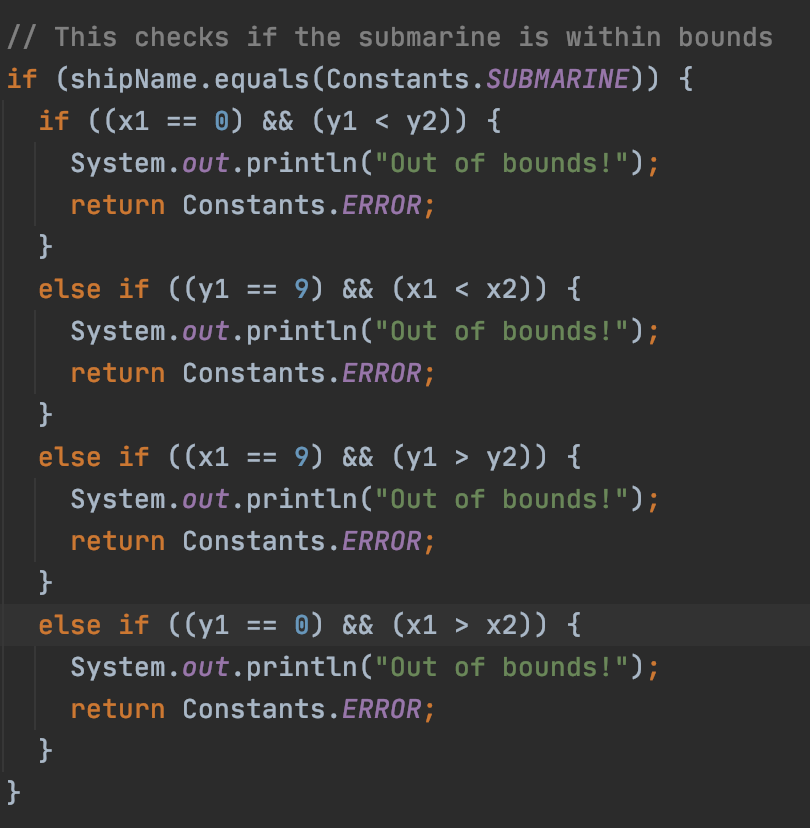 // This checks if the submarine is within bounds
if (shipName.equals(Constants.SUBMARINE)) {
  if ((x1 == 0) && (y1 < y2)) {
    System.out.println("Out of bounds!");
    return Constants.ERROR;
  }
  else if ((y1 == 9) && (x1 < x2)) {
    System.out.println("Out of bounds!");
    return Constants.ERROR;
  }
  else if ((x1 == 9) && (y1 > y2)) {
    System.out.println("Out of bounds!");
    return Constants.ERROR;
  }
  else if ((y1 == 0) && (x1 > x2)) {
    System.out.println("Out of bounds!");
    return Constants.ERROR;
  }
}